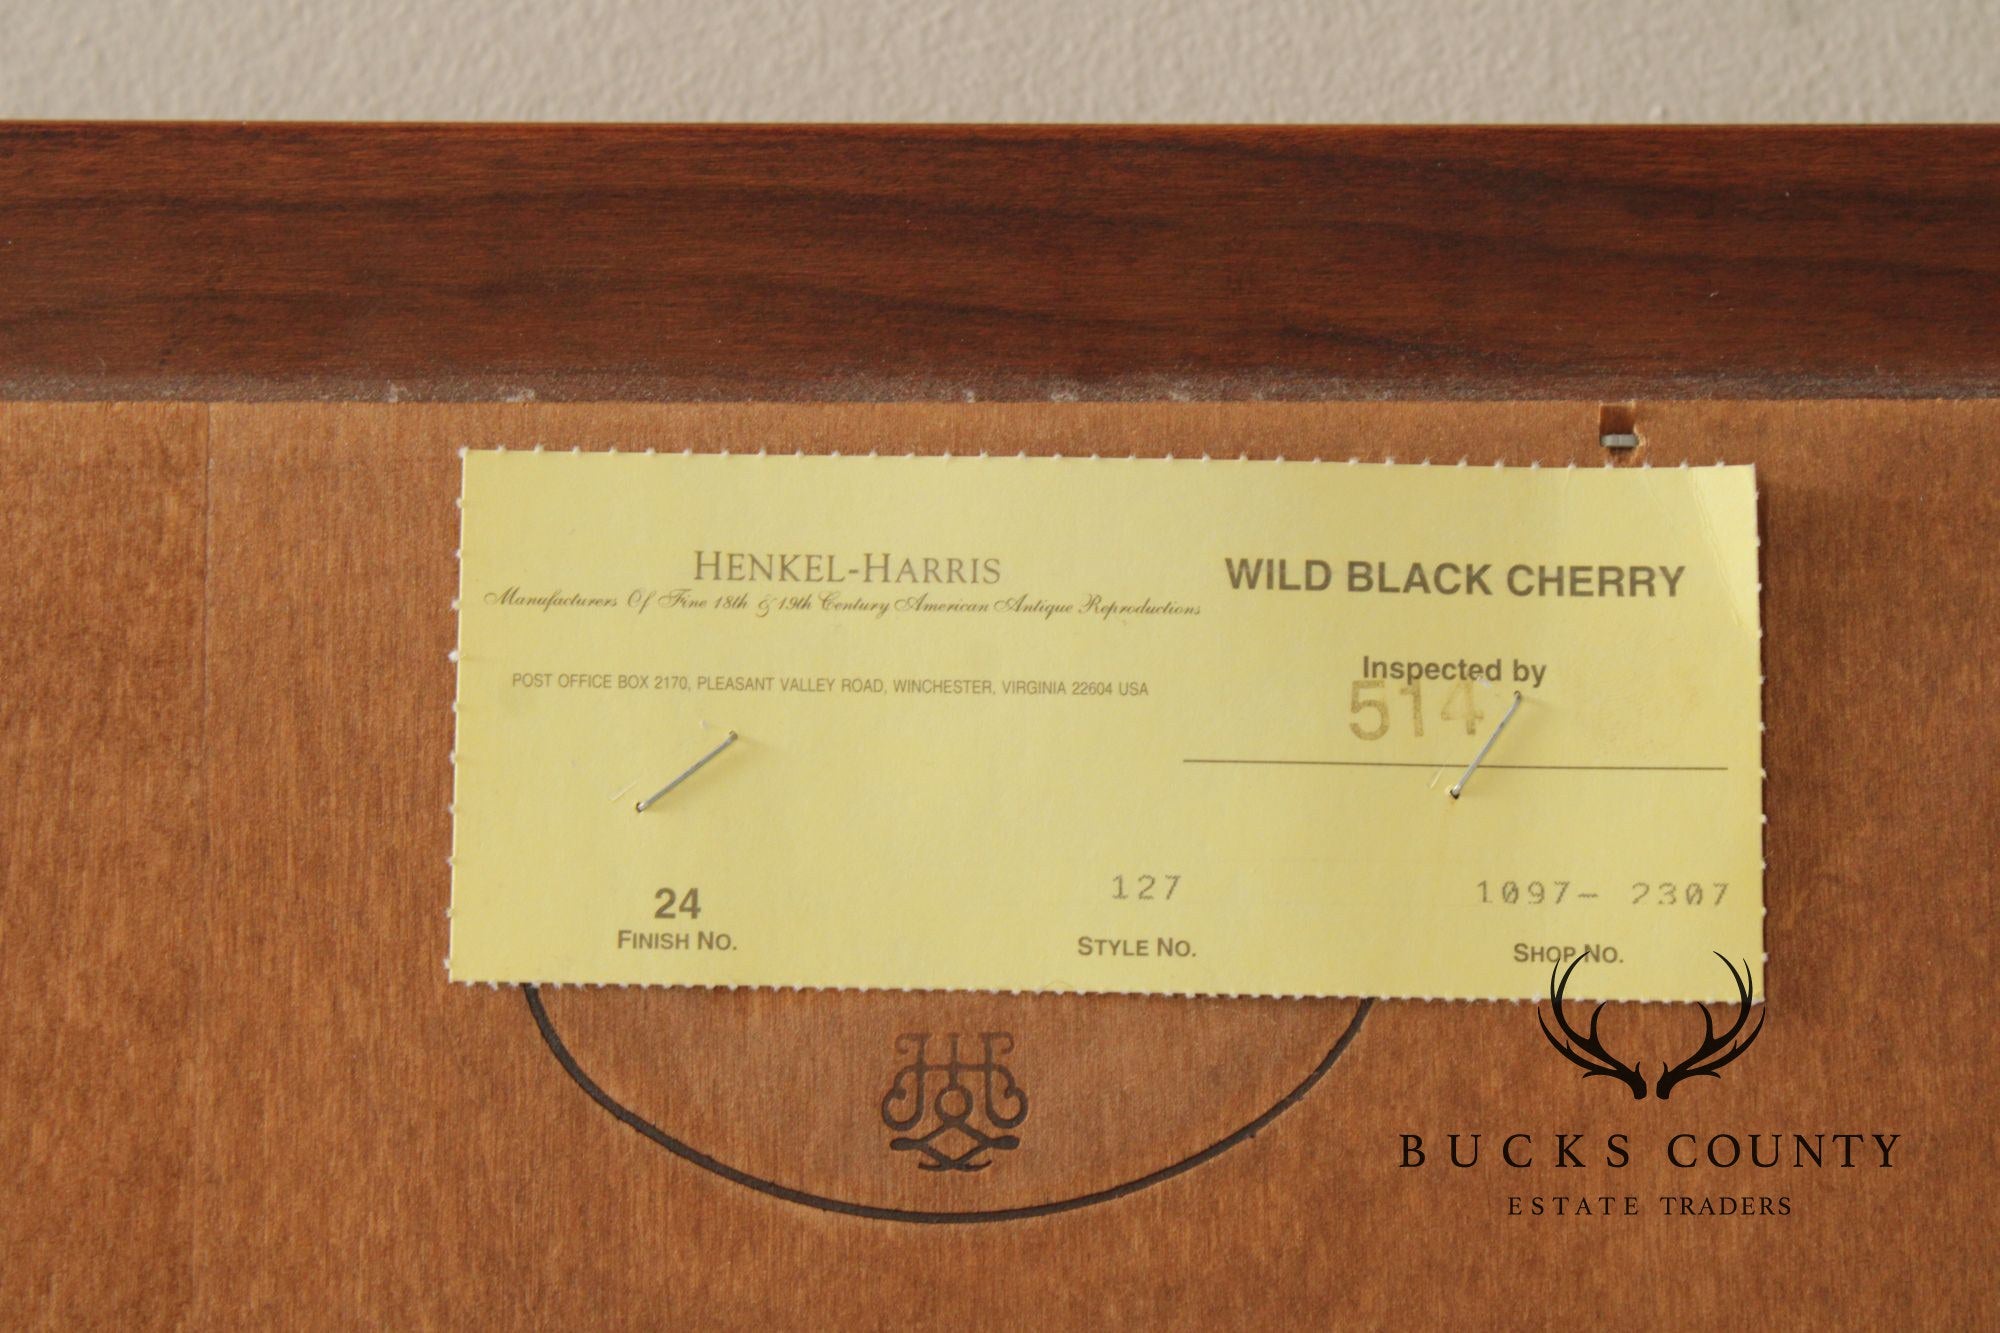 HENKEL-HARRIS
Manufacturers Of Fine 18th & 19th Century American Antique Reproductions
POST OFFICE BOX 2170, PLEASANT VALLEY ROAD, WINCHESTER, VIRGINIA 22604 USA
WILD BLACK CHERRY
Inspected by
514
24
FINISH NO.
127
STYLE NO.
1097- 2307
SHOP NO.
BUCKS COUNTY
ESTATE TRADERS